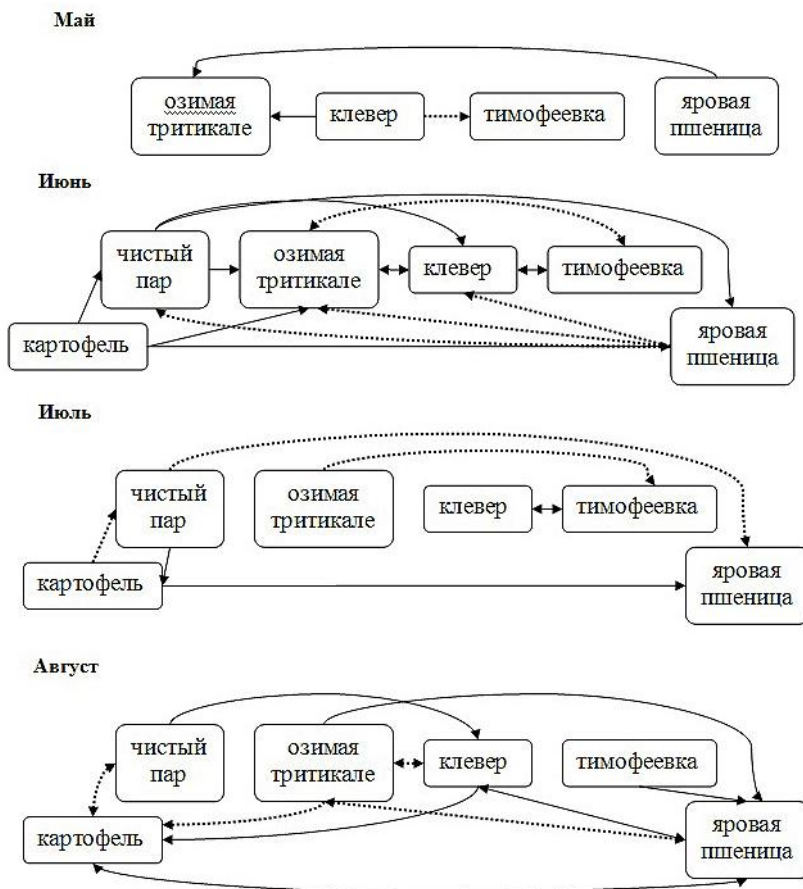 Май
озимая
тритикале
клевер
тимофеевка
яровая
пшеница
Июнь
чистый
пар
озимая
тритикале
клевер
тимофеевка
картофель
яровая
пшеница
Июль
чистый
пар
озимая
тритикале
клевер
тимофеевка
картофель
яровая
пшеница
Август
чистый
пар
озимая
тритикале
клевер
тимофеевка
картофель
яровая
пшеница